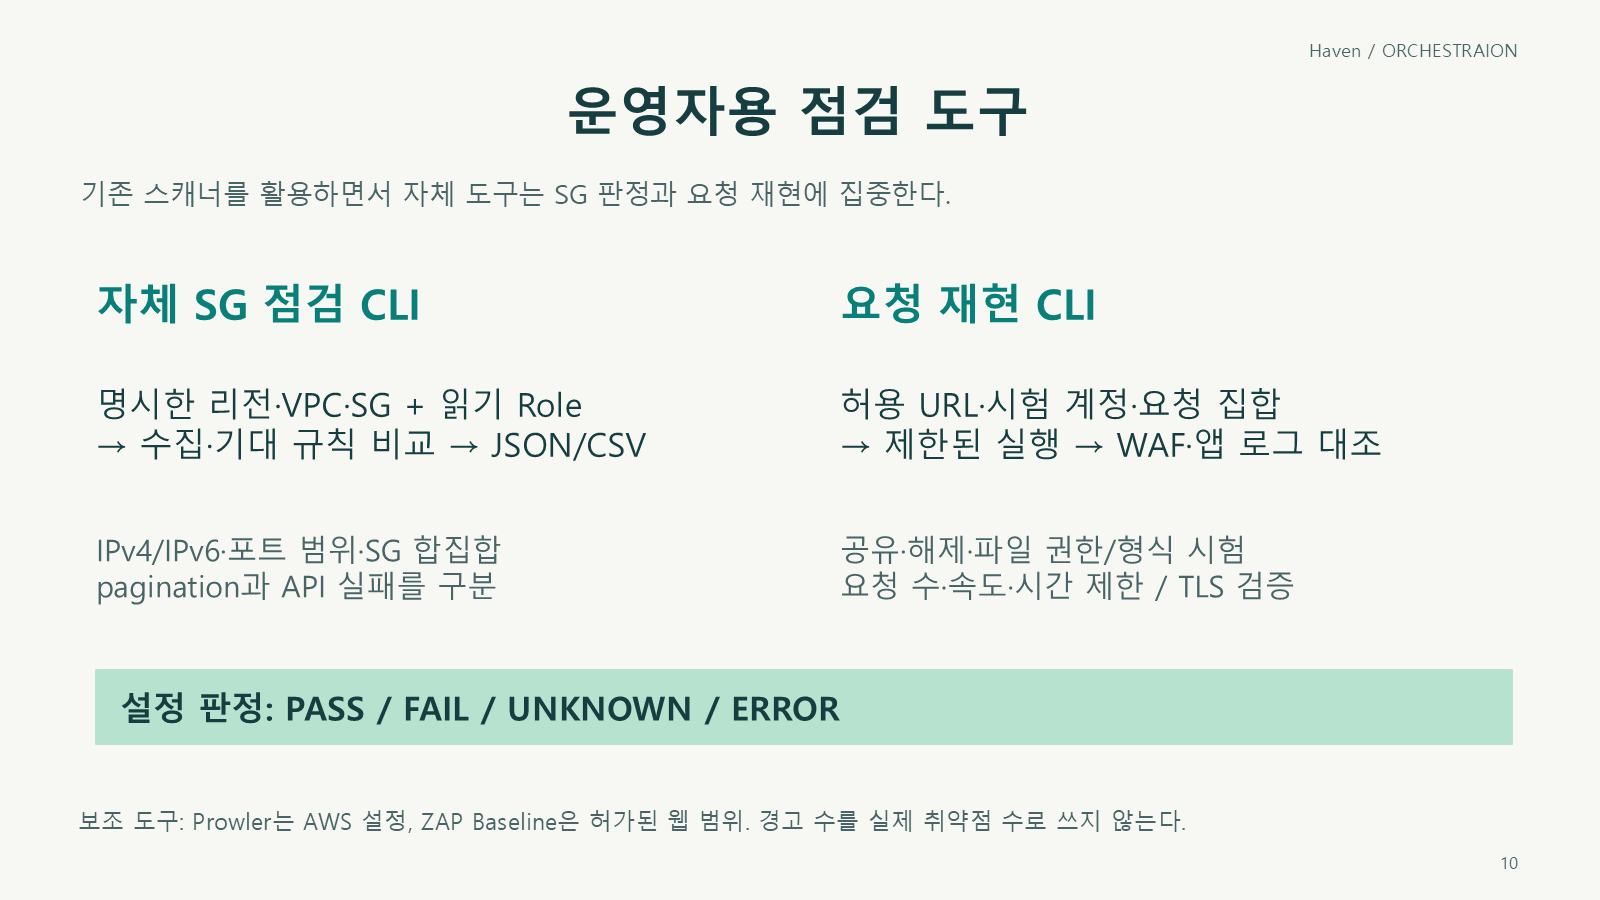 Haven / ORCHESTRAION
운영자용 점검 도구
기존 스캐너를 활용하면서 자체 도구는 SG 판정과 요청 재현에 집중한다.
자체 SG 점검 CLI
명시한 리전·VPC·SG + 읽기 Role
→ 수집·기대 규칙 비교 → JSON/CSV
IPv4/IPv6·포트 범위·SG 합집합
pagination과 API 실패를 구분
요청 재현 CLI
허용 URL·시험 계정·요청 집합
→ 제한된 실행 → WAF·앱 로그 대조
공유·해제·파일 권한/형식 시험
요청 수·속도·시간 제한 / TLS 검증
설정 판정: PASS / FAIL / UNKNOWN / ERROR
보조 도구: Prowler는 AWS 설정, ZAP Baseline은 허가된 웹 범위. 경고 수를 실제 취약점 수로 쓰지 않는다.
10